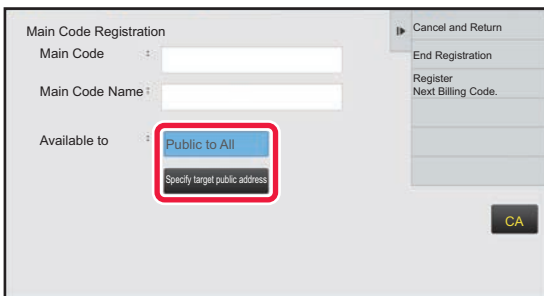 Main Code Registration
Main Code :
Main Code Name :
Available to :
Public to All
Specify target public address
Cancel and Return
End Registration
Register
Next Billing Code.
CA